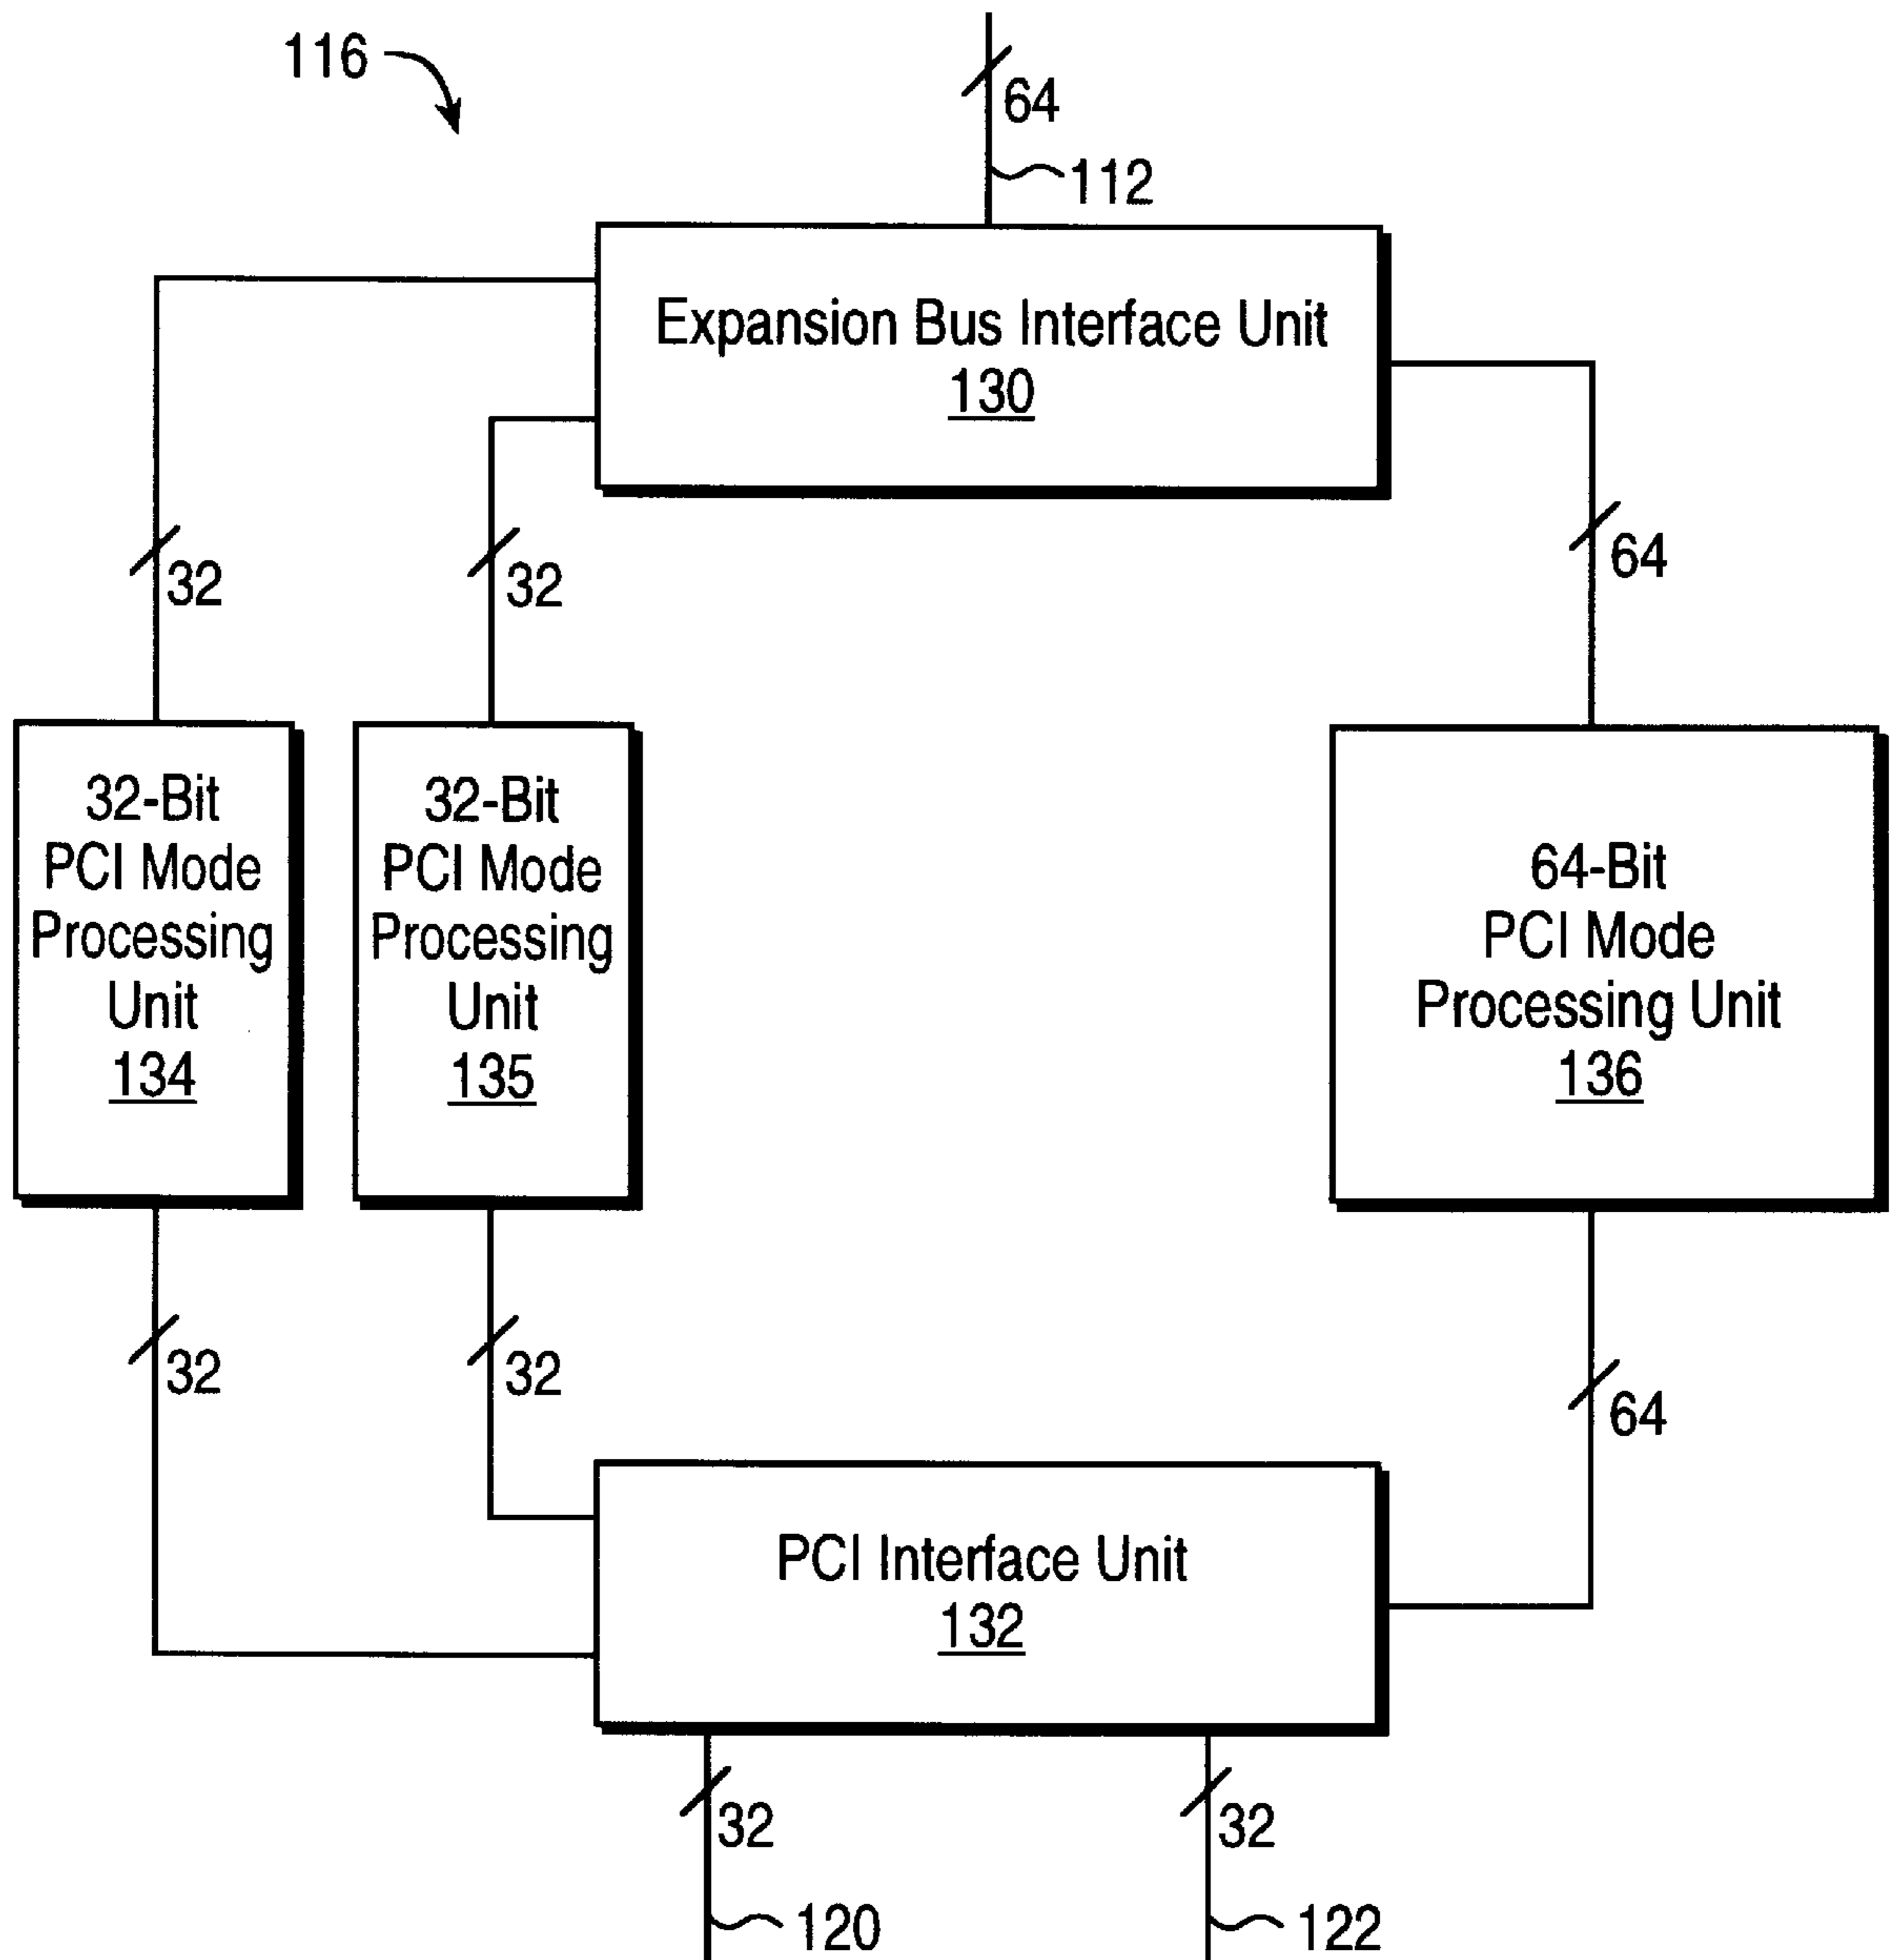 116
64
112
Expansion Bus Interface Unit
130
32
32
64
32-Bit
PCI Mode
Processing
Unit
134
32-Bit
PCI Mode
Processing
Unit
135
64-Bit
PCI Mode
Processing Unit
136
32
32
64
PCI Interface Unit
132
32
32
120
122